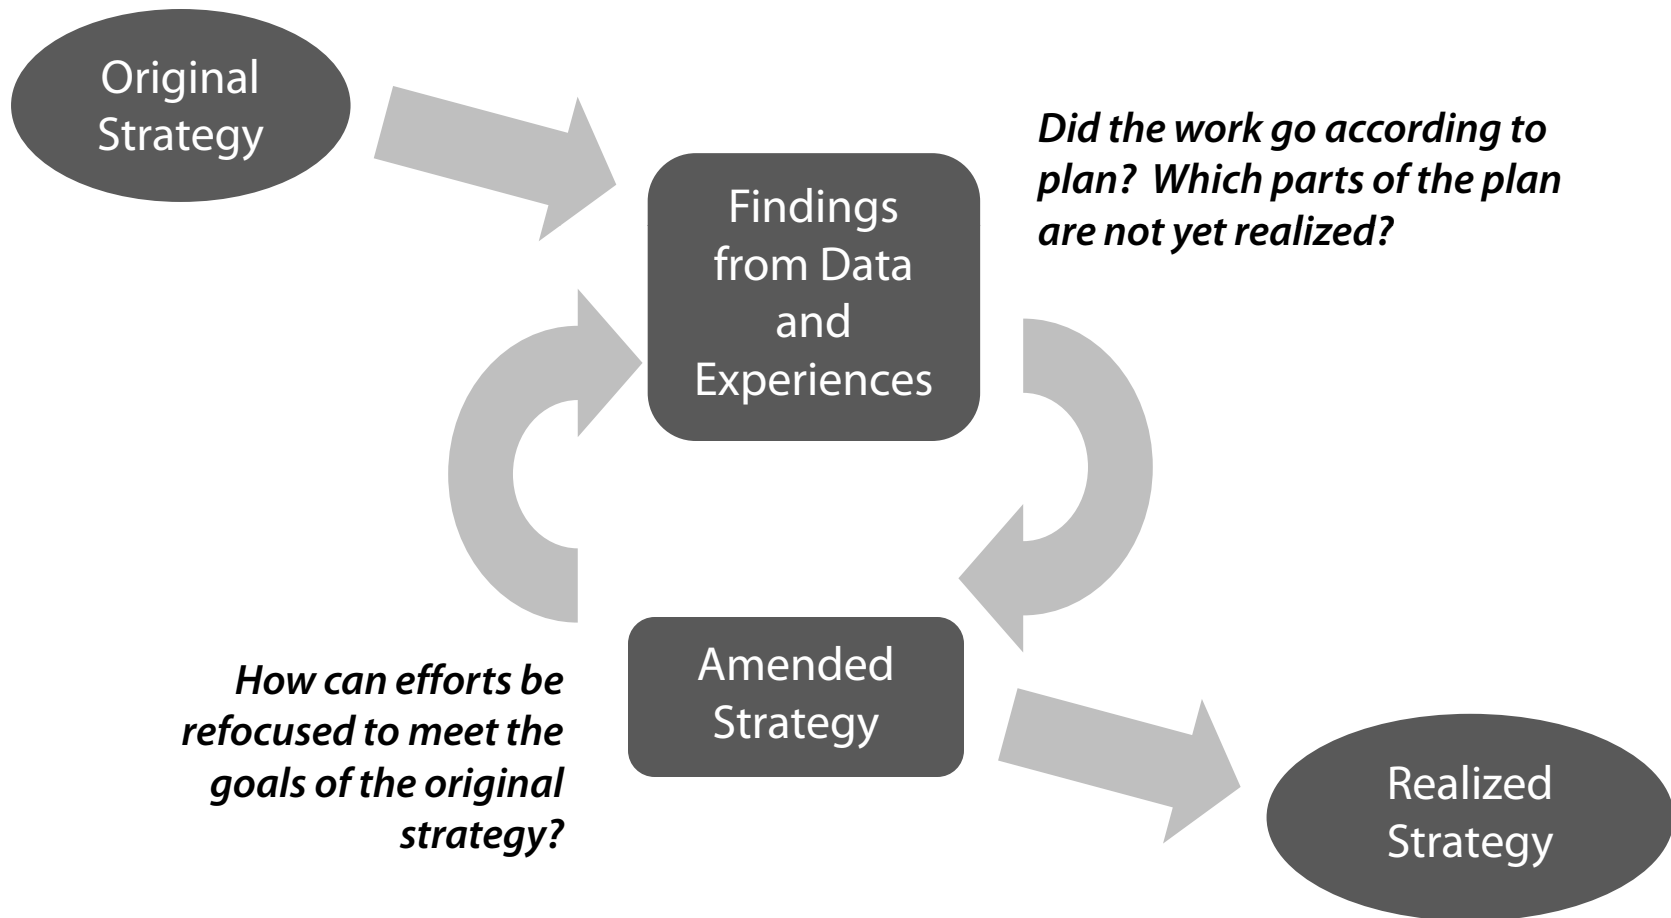 Original
Strategy
Did the work go according to
plan?  Which parts of the plan
are not yet realized?
Findings
from Data
and
Experiences
How can efforts be
refocused to meet the
goals of the original
strategy?
Amended
Strategy
Realized
Strategy